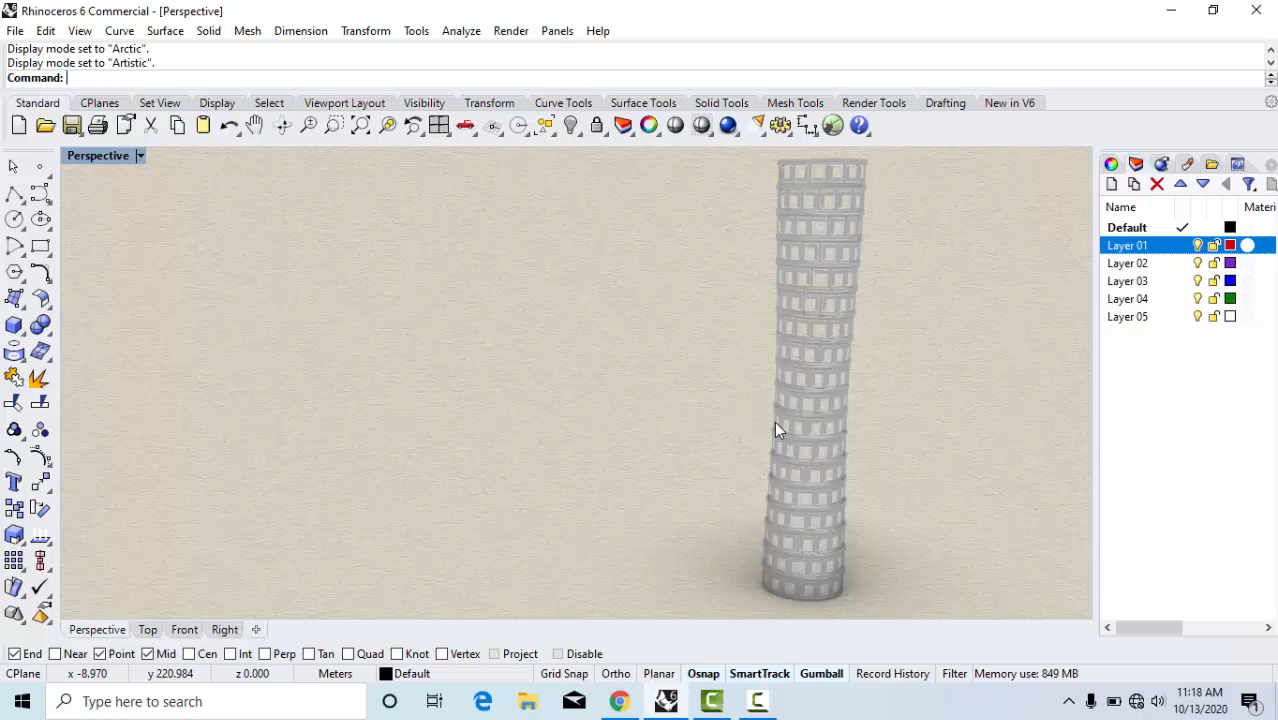 Rhinoceros 6 Commercial - [Perspective]
File Edit View Curve Surface Solid Mesh Dimension Transform Tools Analyze Render Panels Help
Display mode set to "Arctic".
Display mode set to "Artistic".
Command:
Standard CPlanes Set View Display Select Viewport Layout Visibility Transform Curve Tools Surface Tools Solid Tools Mesh Tools Render Tools Drafting New in V6
Perspective
Name Materi
Default
Layer 01
Layer 02
Layer 03
Layer 04
Layer 05
Perspective Top Front Right
End Near Point Mid Cen Int Perp Tan Quad Knot Vertex Project Disable
CPlane x -8.970 y 220.984 z 0.000 Meters Default Grid Snap Ortho Planar Osnap SmartTrack Gumball Record History Filter Memory use: 849 MB
Type here to search
11:18 AM
10/13/2020